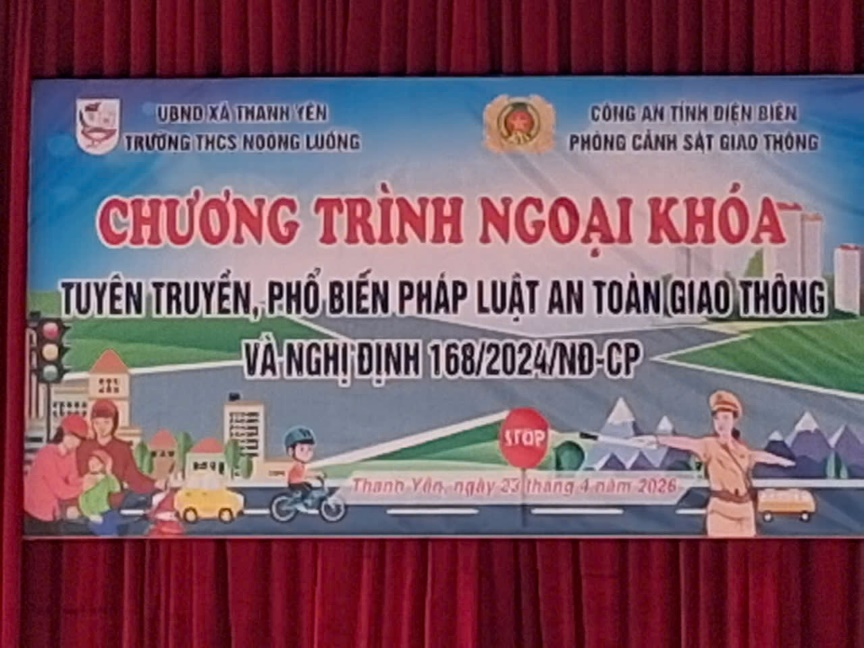 UBND XÃ THANH YÊN
TRƯỜNG THCS NOONG LUỐNG
CÔNG AN TỈNH ĐIỆN BIÊN
PHÒNG CẢNH SÁT GIAO THÔNG
CHƯƠNG TRÌNH NGOẠI KHÓA
TUYÊN TRUYỀN, PHỔ BIẾN PHÁP LUẬT AN TOÀN GIAO THÔNG
VÀ NGHỊ ĐỊNH 168/2024/NĐ-CP
STOP
Thanh Yên, ngày 23 tháng 4 năm 2026